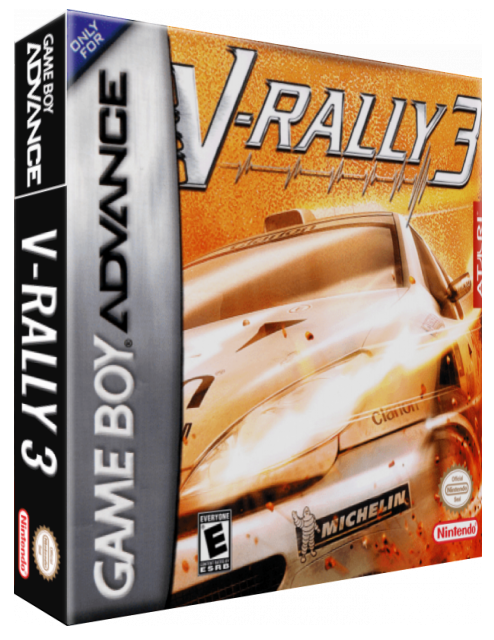 GAME BOY
ADVANCE
V-RALLY 3
Nintendo
ONLY
FOR
GAME BOY ADVANCE
V-RALLY 3
ATARI
Clarion
MICHELIN
EVERYONE
E
ESRB
Official
Nintendo
Seal
Nintendo